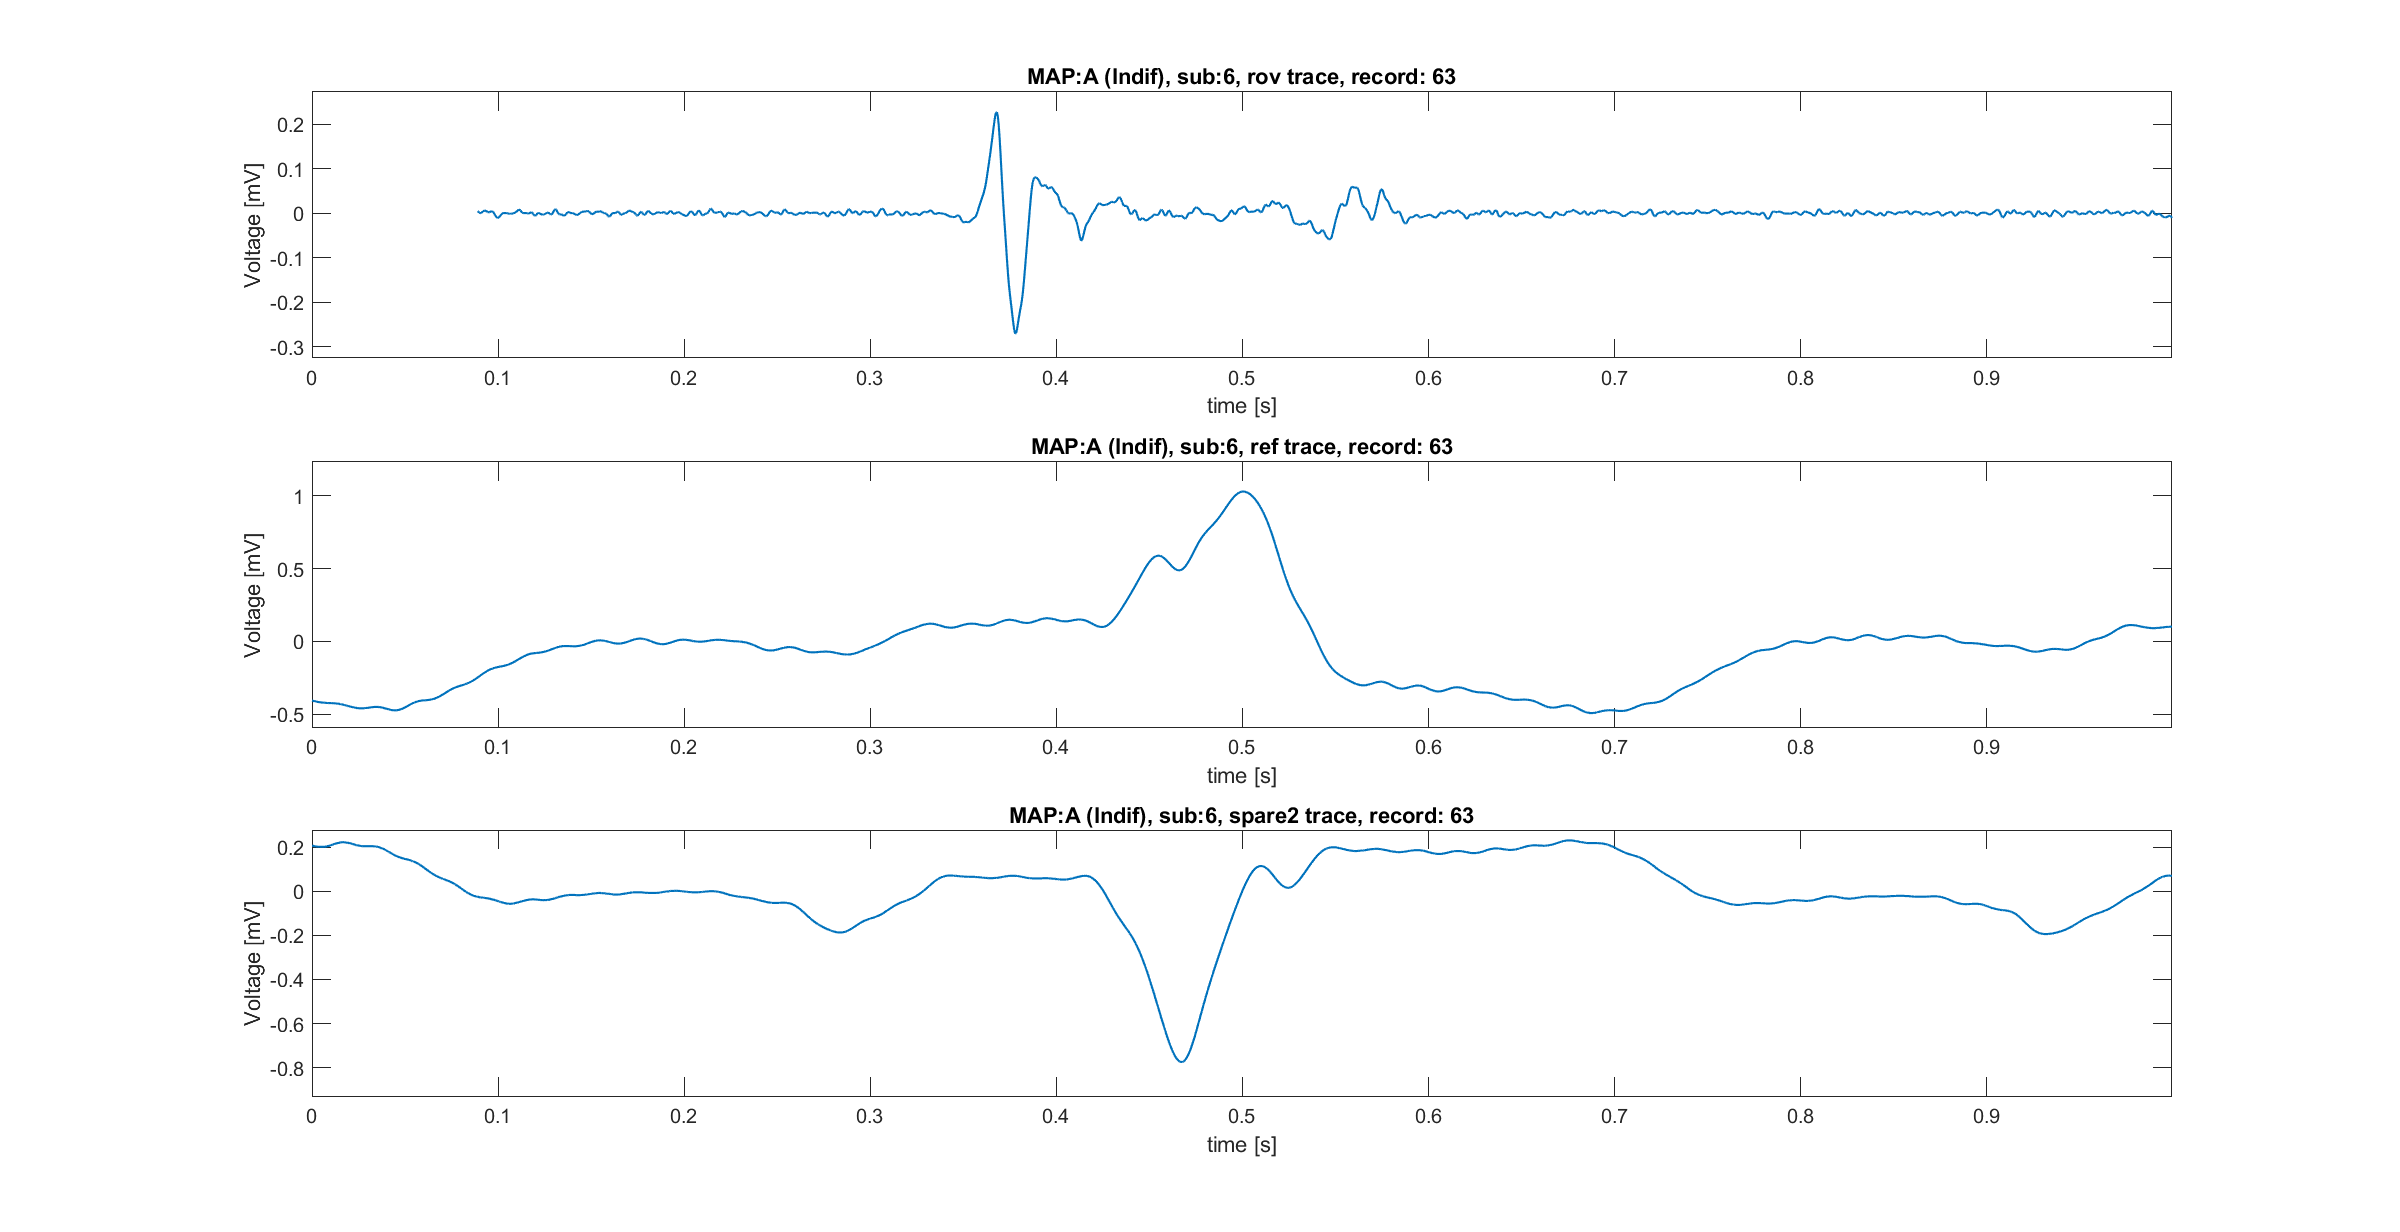 MAP:A (Indif), sub:6, rov trace, record: 63
Voltage [mV]
0.2
0.1
0
-0.1
-0.2
-0.3
0 0.1 0.2 0.3 0.4 0.5 0.6 0.7 0.8 0.9
time [s]
MAP:A (Indif), sub:6, ref trace, record: 63
Voltage [mV]
1
0.5
0
-0.5
0 0.1 0.2 0.3 0.4 0.5 0.6 0.7 0.8 0.9
time [s]
MAP:A (Indif), sub:6, spare2 trace, record: 63
Voltage [mV]
0.2
0
-0.2
-0.4
-0.6
-0.8
0 0.1 0.2 0.3 0.4 0.5 0.6 0.7 0.8 0.9
time [s]